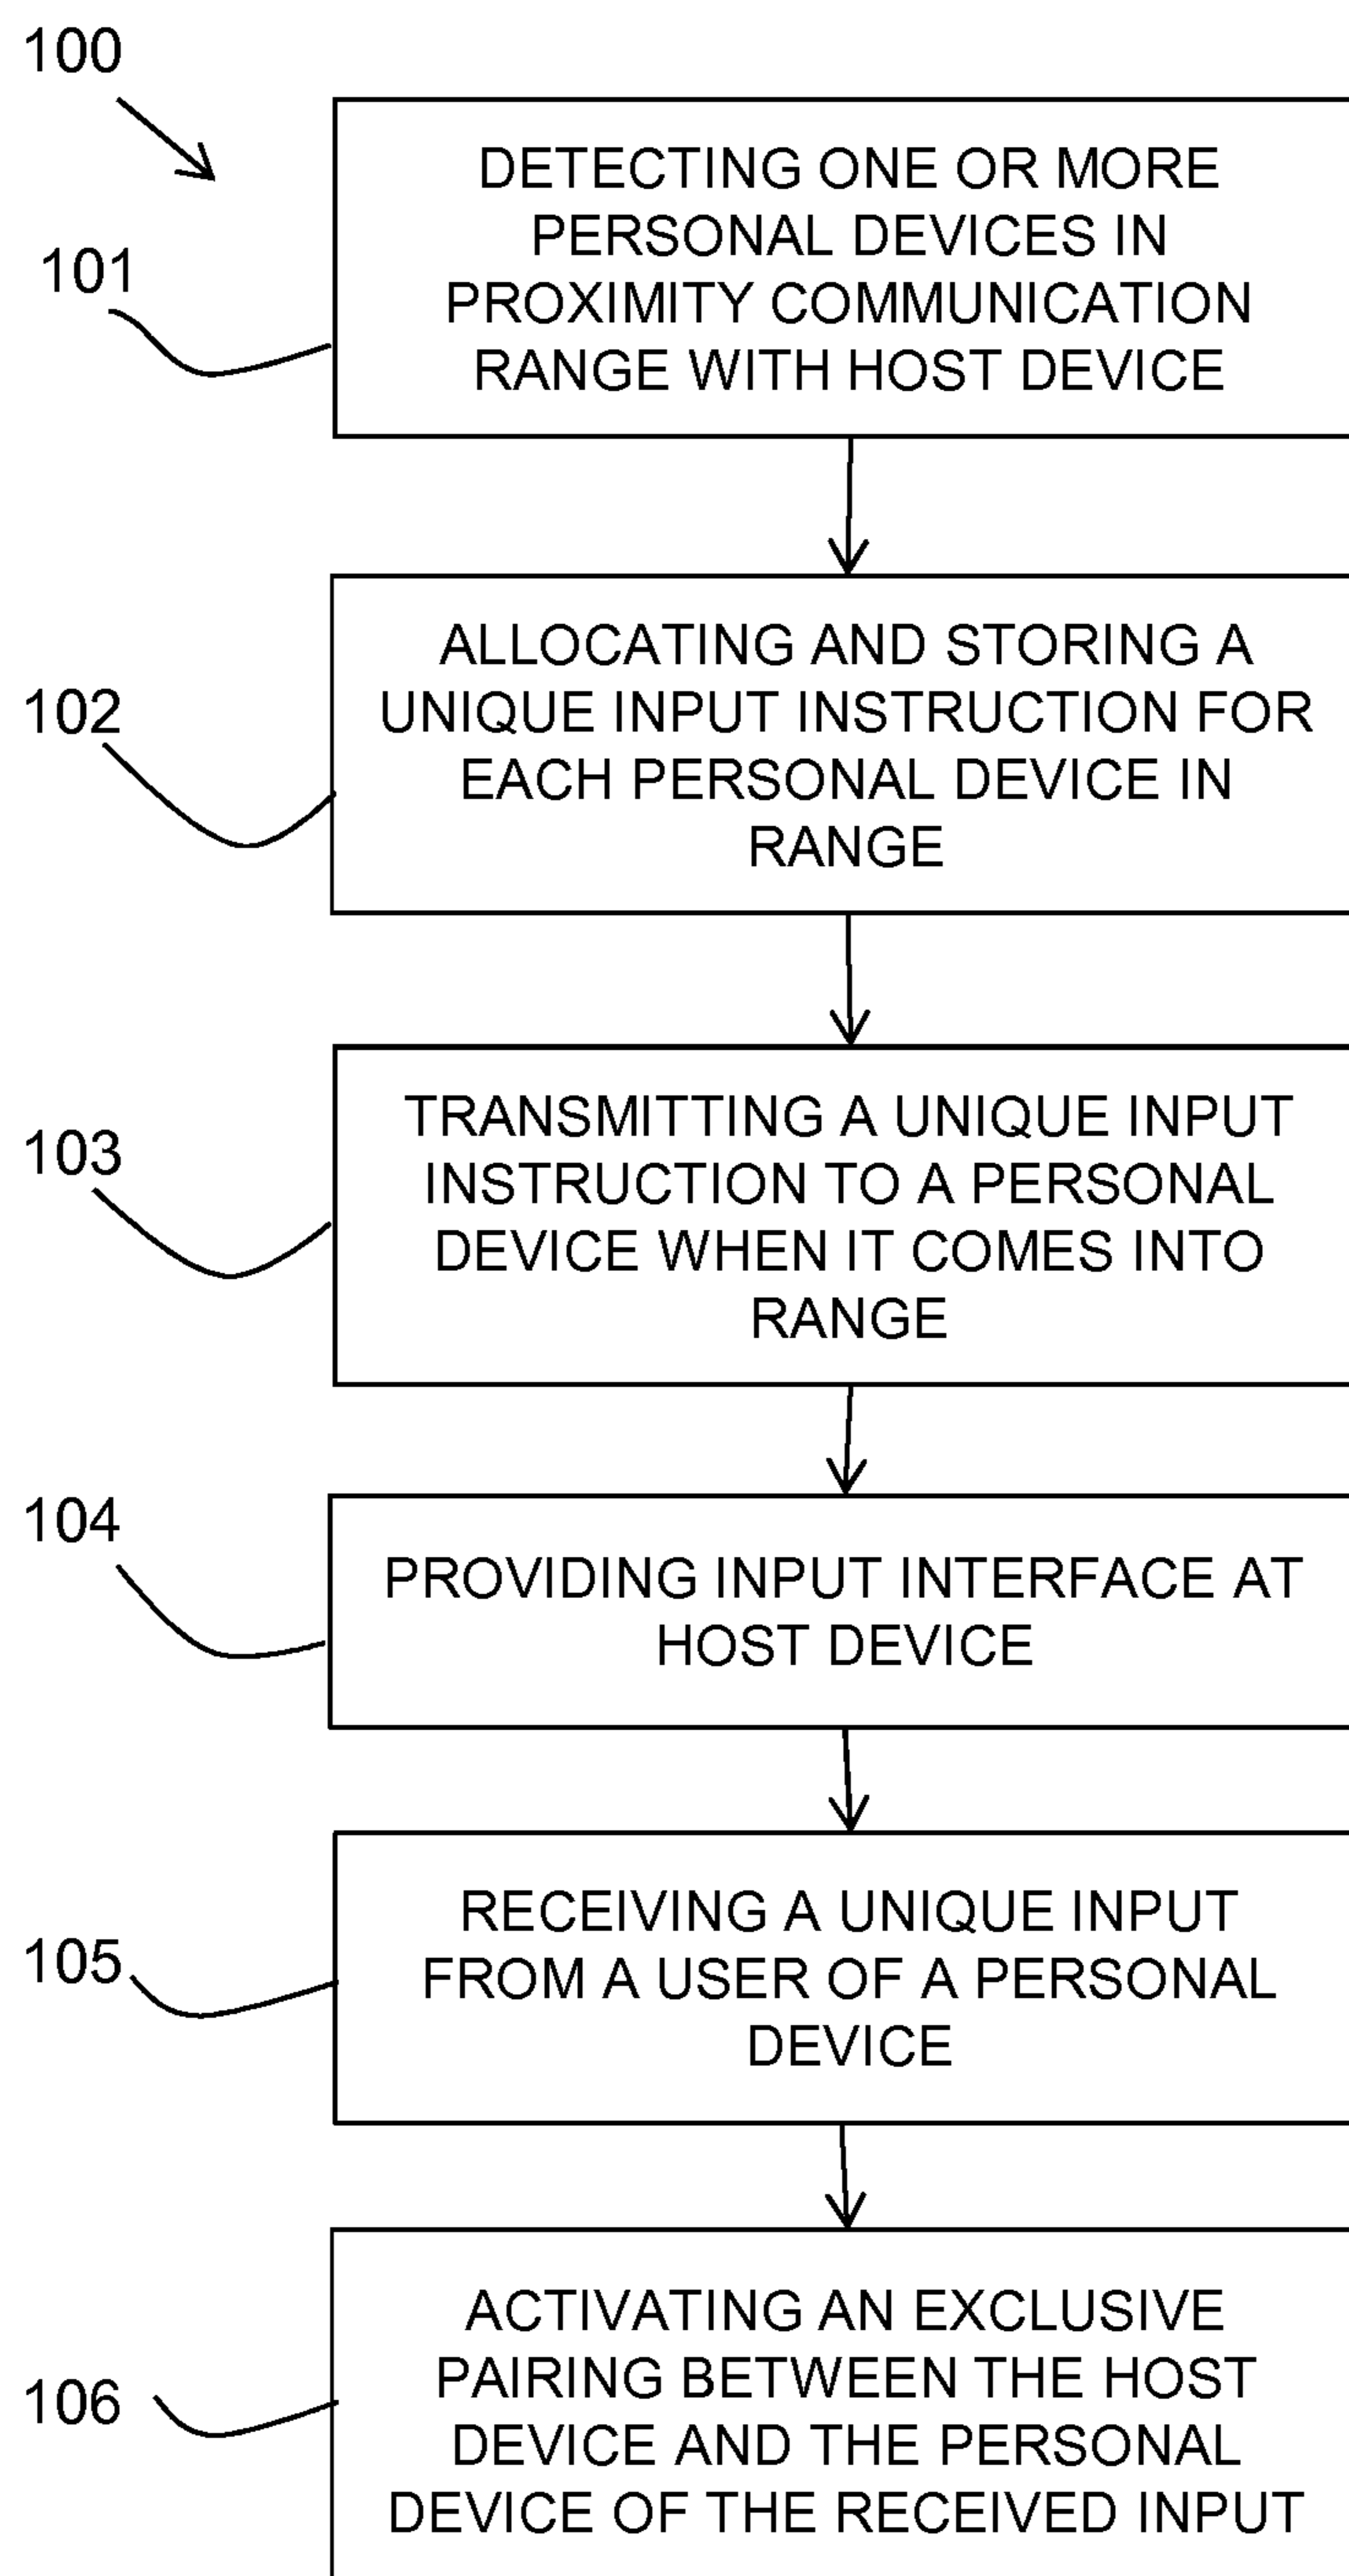 100
101
DETECTING ONE OR MORE
PERSONAL DEVICES IN
PROXIMITY COMMUNICATION
RANGE WITH HOST DEVICE
102
ALLOCATING AND STORING A
UNIQUE INPUT INSTRUCTION FOR
EACH PERSONAL DEVICE IN
RANGE
103
TRANSMITTING A UNIQUE INPUT
INSTRUCTION TO A PERSONAL
DEVICE WHEN IT COMES INTO
RANGE
104
PROVIDING INPUT INTERFACE AT
HOST DEVICE
105
RECEIVING A UNIQUE INPUT
FROM A USER OF A PERSONAL
DEVICE
106
ACTIVATING AN EXCLUSIVE
PAIRING BETWEEN THE HOST
DEVICE AND THE PERSONAL
DEVICE OF THE RECEIVED INPUT